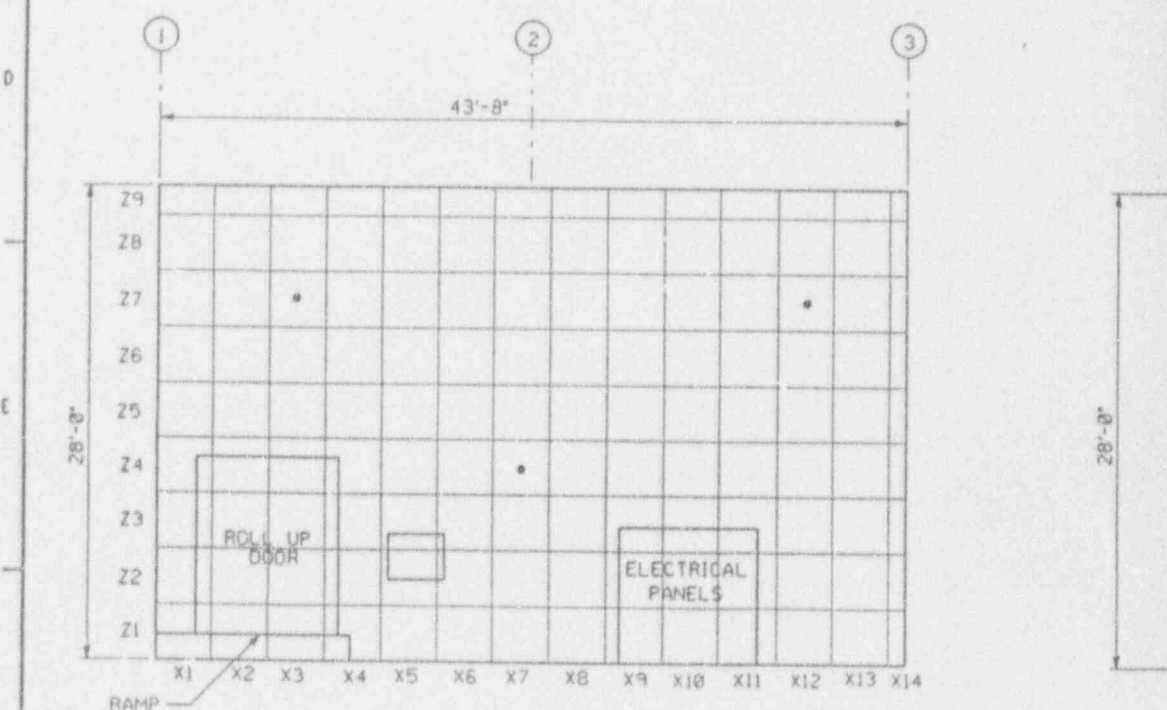 1 2 3
D
43'-8"
Z9
Z8
Z7
Z6
E
Z5
28'-0"
28'-0"
Z4
Z3
ROLL UP
DOOR
Z2
ELECTRICAL
PANELS
Z1
X1 X2 X3 X4 X5 X6 X7 X8 X9 X10 X11 X12 X13 X14
RAMP